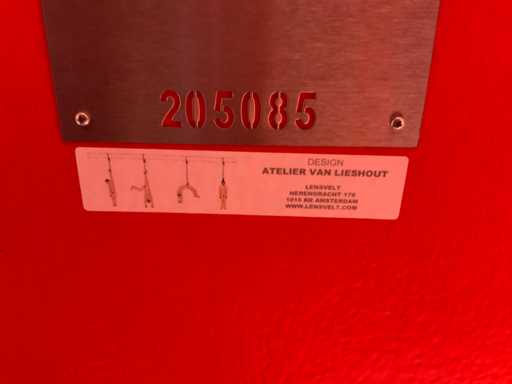 205085
DESIGN
ATELIER VAN LIESHOUT
LENSVELT
HERENGRACHT 178
1016 BR AMSTERDAM
WWW.LENSVELT.COM